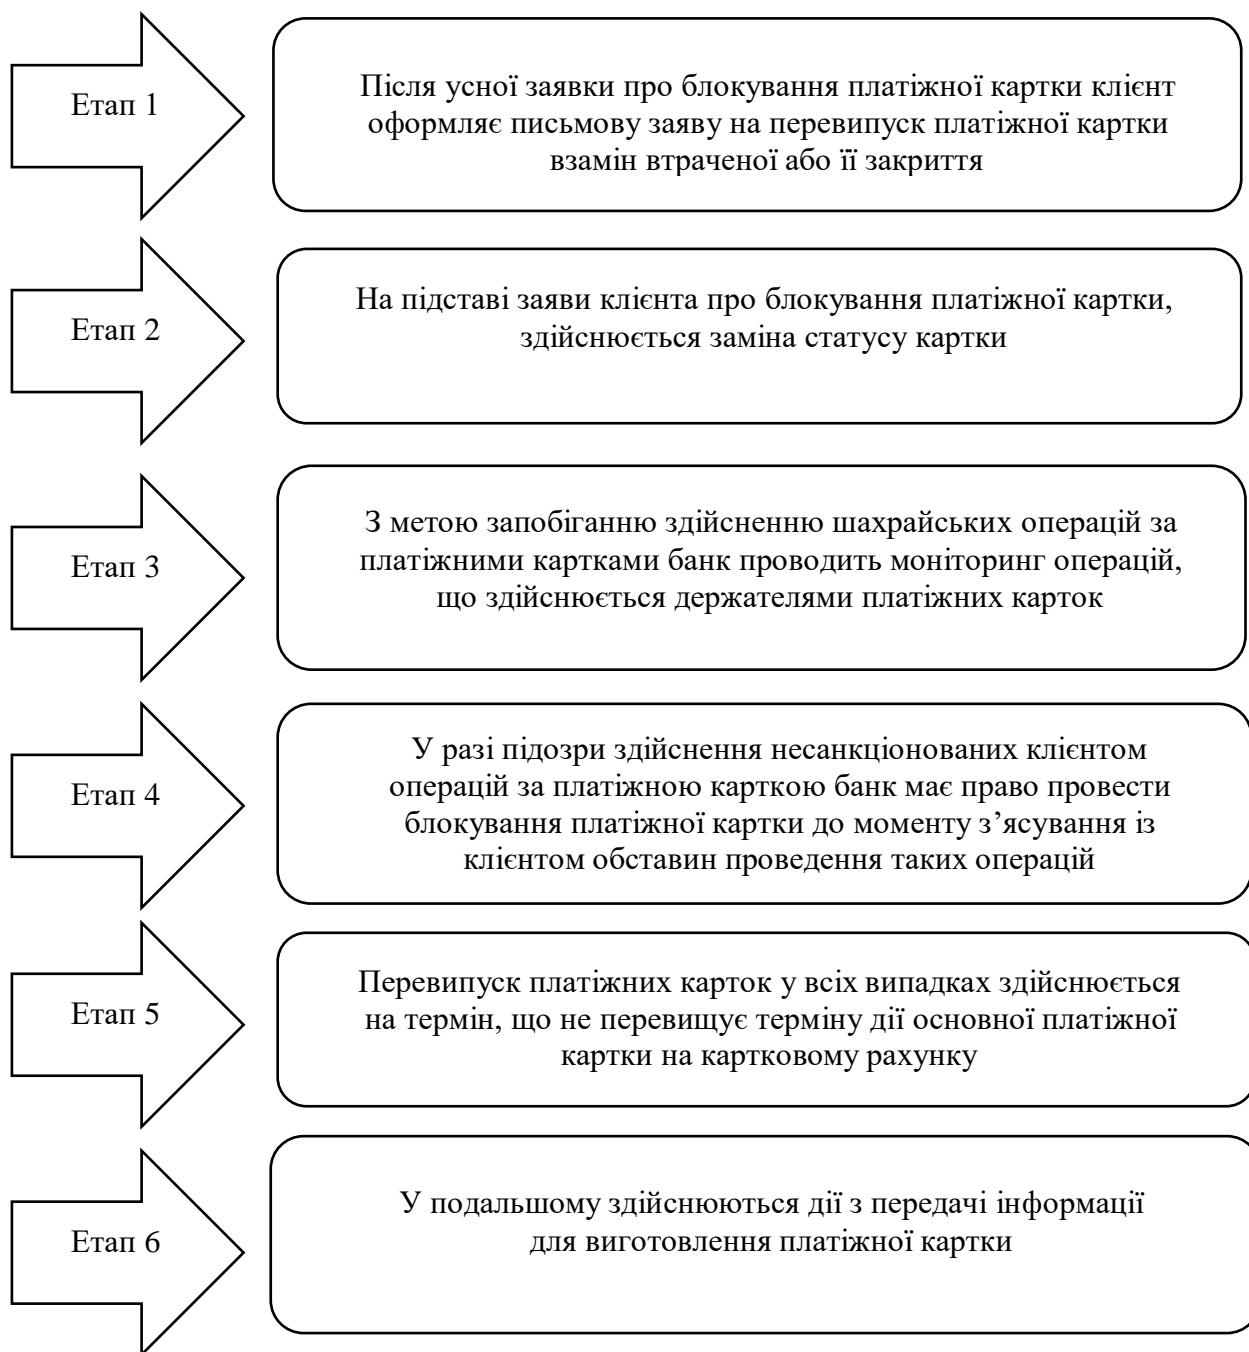 Етап 1
Після усної заявки про блокування платіжної картки клієнт
оформляє письмову заяву на перевипуск платіжної картки
взамін втраченої або її закриття
Етап 2
На підставі заяви клієнта про блокування платіжної картки,
здійснюється заміна статусу картки
Етап 3
З метою запобіганню здійсненню шахрайських операцій за
платіжними картками банк проводить моніторинг операцій,
що здійснюється держателями платіжних карток
Етап 4
У разі підозри здійснення несанкціонованих клієнтом
операцій за платіжною карткою банк має право провести
блокування платіжної картки до моменту з’ясування із
клієнтом обставин проведення таких операцій
Етап 5
Перевипуск платіжних карток у всіх випадках здійснюється
на термін, що не перевищує терміну дії основної платіжної
картки на картковому рахунку
Етап 6
У подальшому здійснюються дії з передачі інформації
для виготовлення платіжної картки